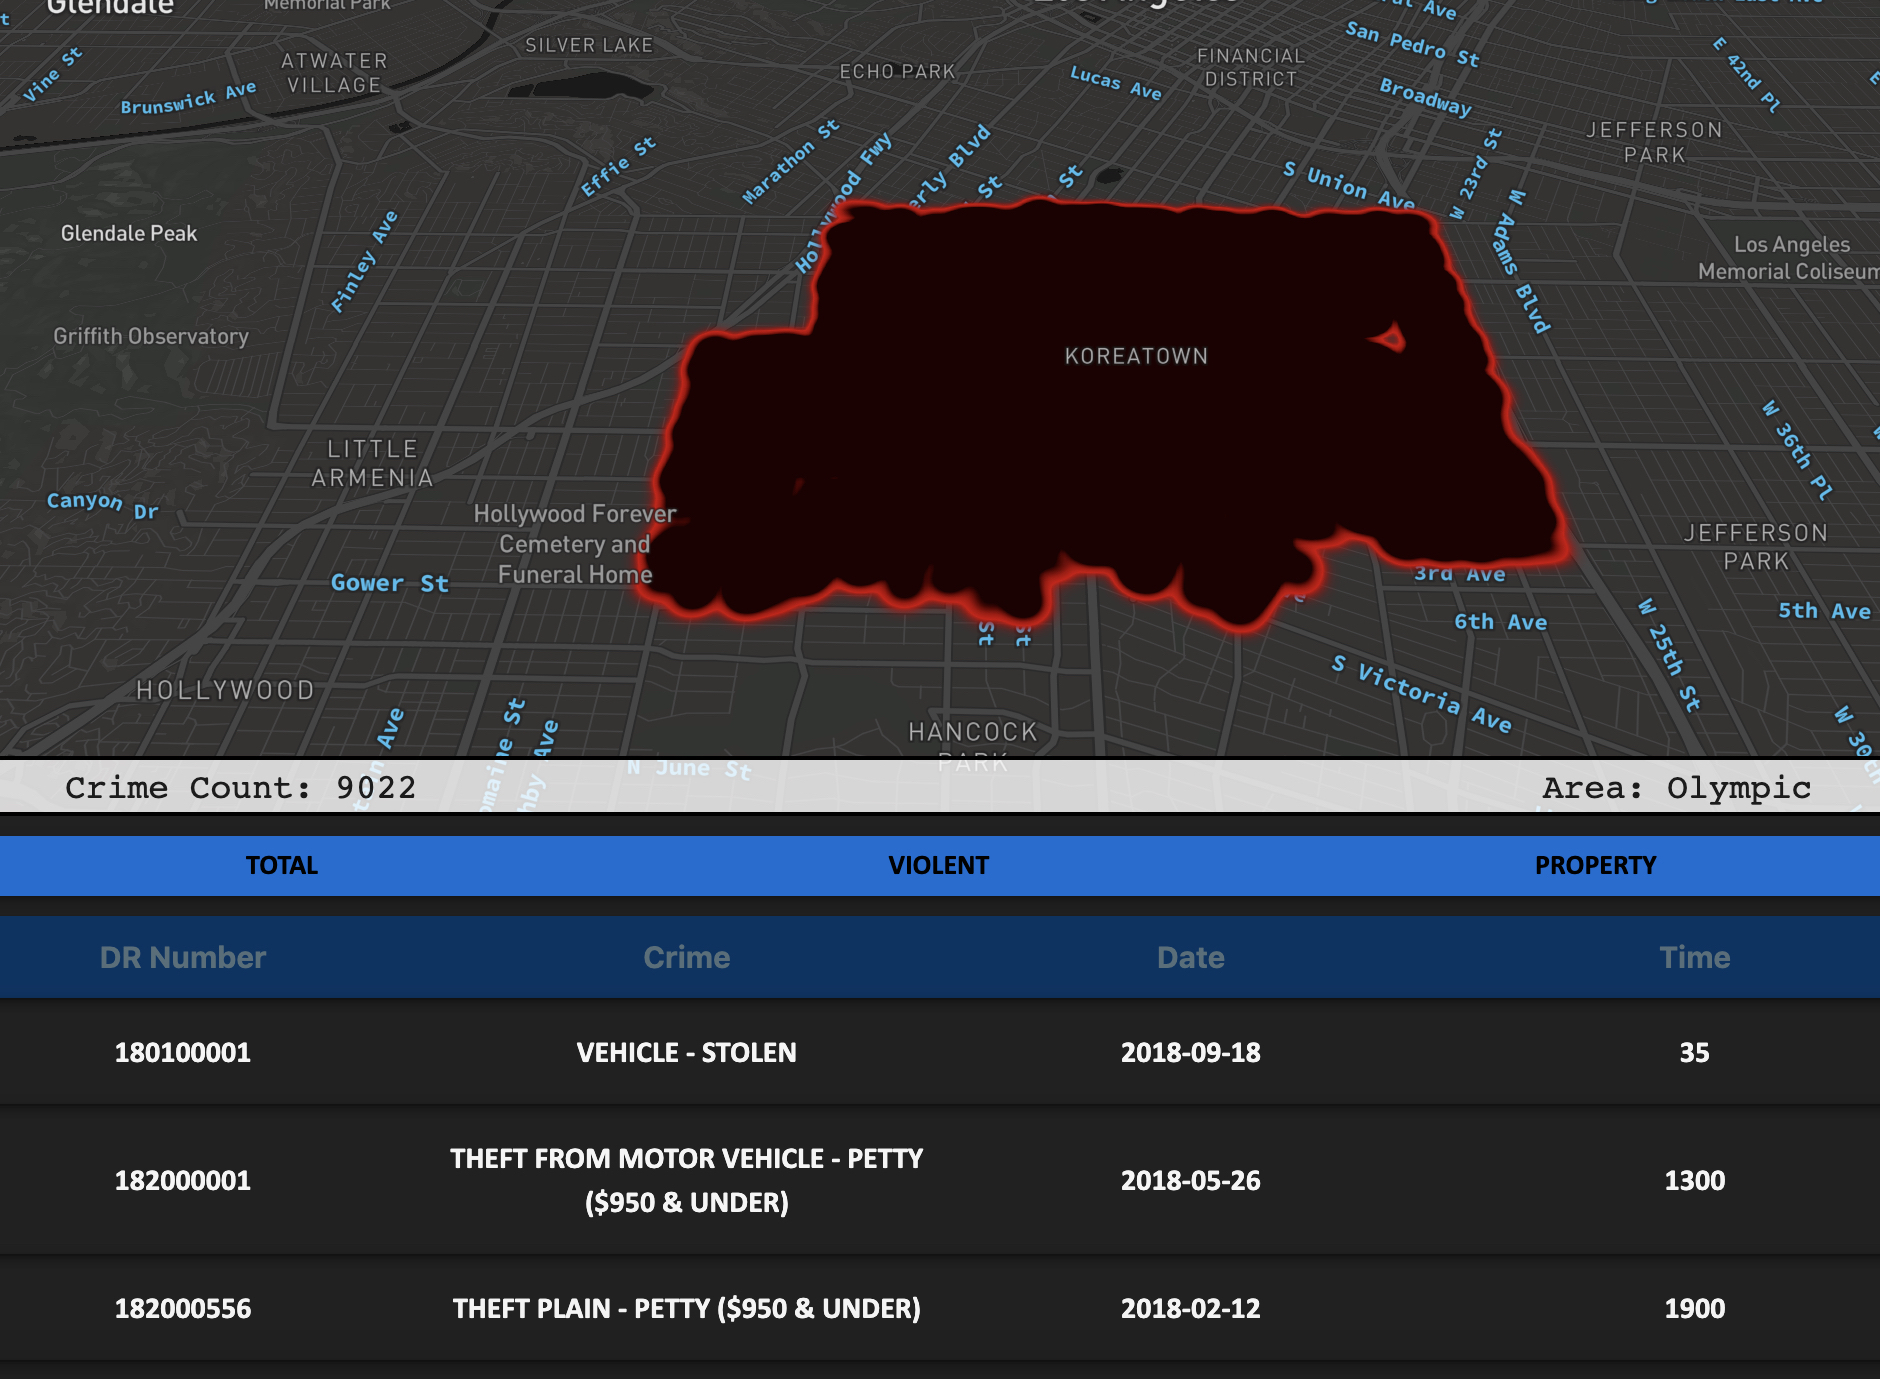 Glendale
Memorial Park
Vine St
ATWATER
VILLAGE
Brunswick Ave
SILVER LAKE
ECHO PARK
Lucas Ave
FINANCIAL
DISTRICT
San Pedro St
Broadway
E 42nd Pl
JEFFERSON
PARK
Effie St
Marathon St
Hollywood Fwy
St
St
S Union Ave
W 23rd St
W Adams Blvd
Glendale Peak
Finley Ave
Los Angeles
Memorial Coliseum
Griffith Observatory
KOREATOWN
W 36th Pl
LITTLE
ARMENIA
Canyon Dr
Hollywood Forever
Cemetery and
Funeral Home
Gower St
JEFFERSON
PARK
3rd Ave
6th Ave
5th Ave
W 25th St
St
St
S Victoria Ave
HOLLYWOOD
HANCOCK
PARK
Ave
St
Ave
N June St
Crime Count: 9022
Area: Olympic
TOTAL VIOLENT PROPERTY
DR Number Crime Date Time
180100001 VEHICLE - STOLEN 2018-09-18 35
182000001 THEFT FROM MOTOR VEHICLE - PETTY ($950 & UNDER) 2018-05-26 1300
182000556 THEFT PLAIN - PETTY ($950 & UNDER) 2018-02-12 1900